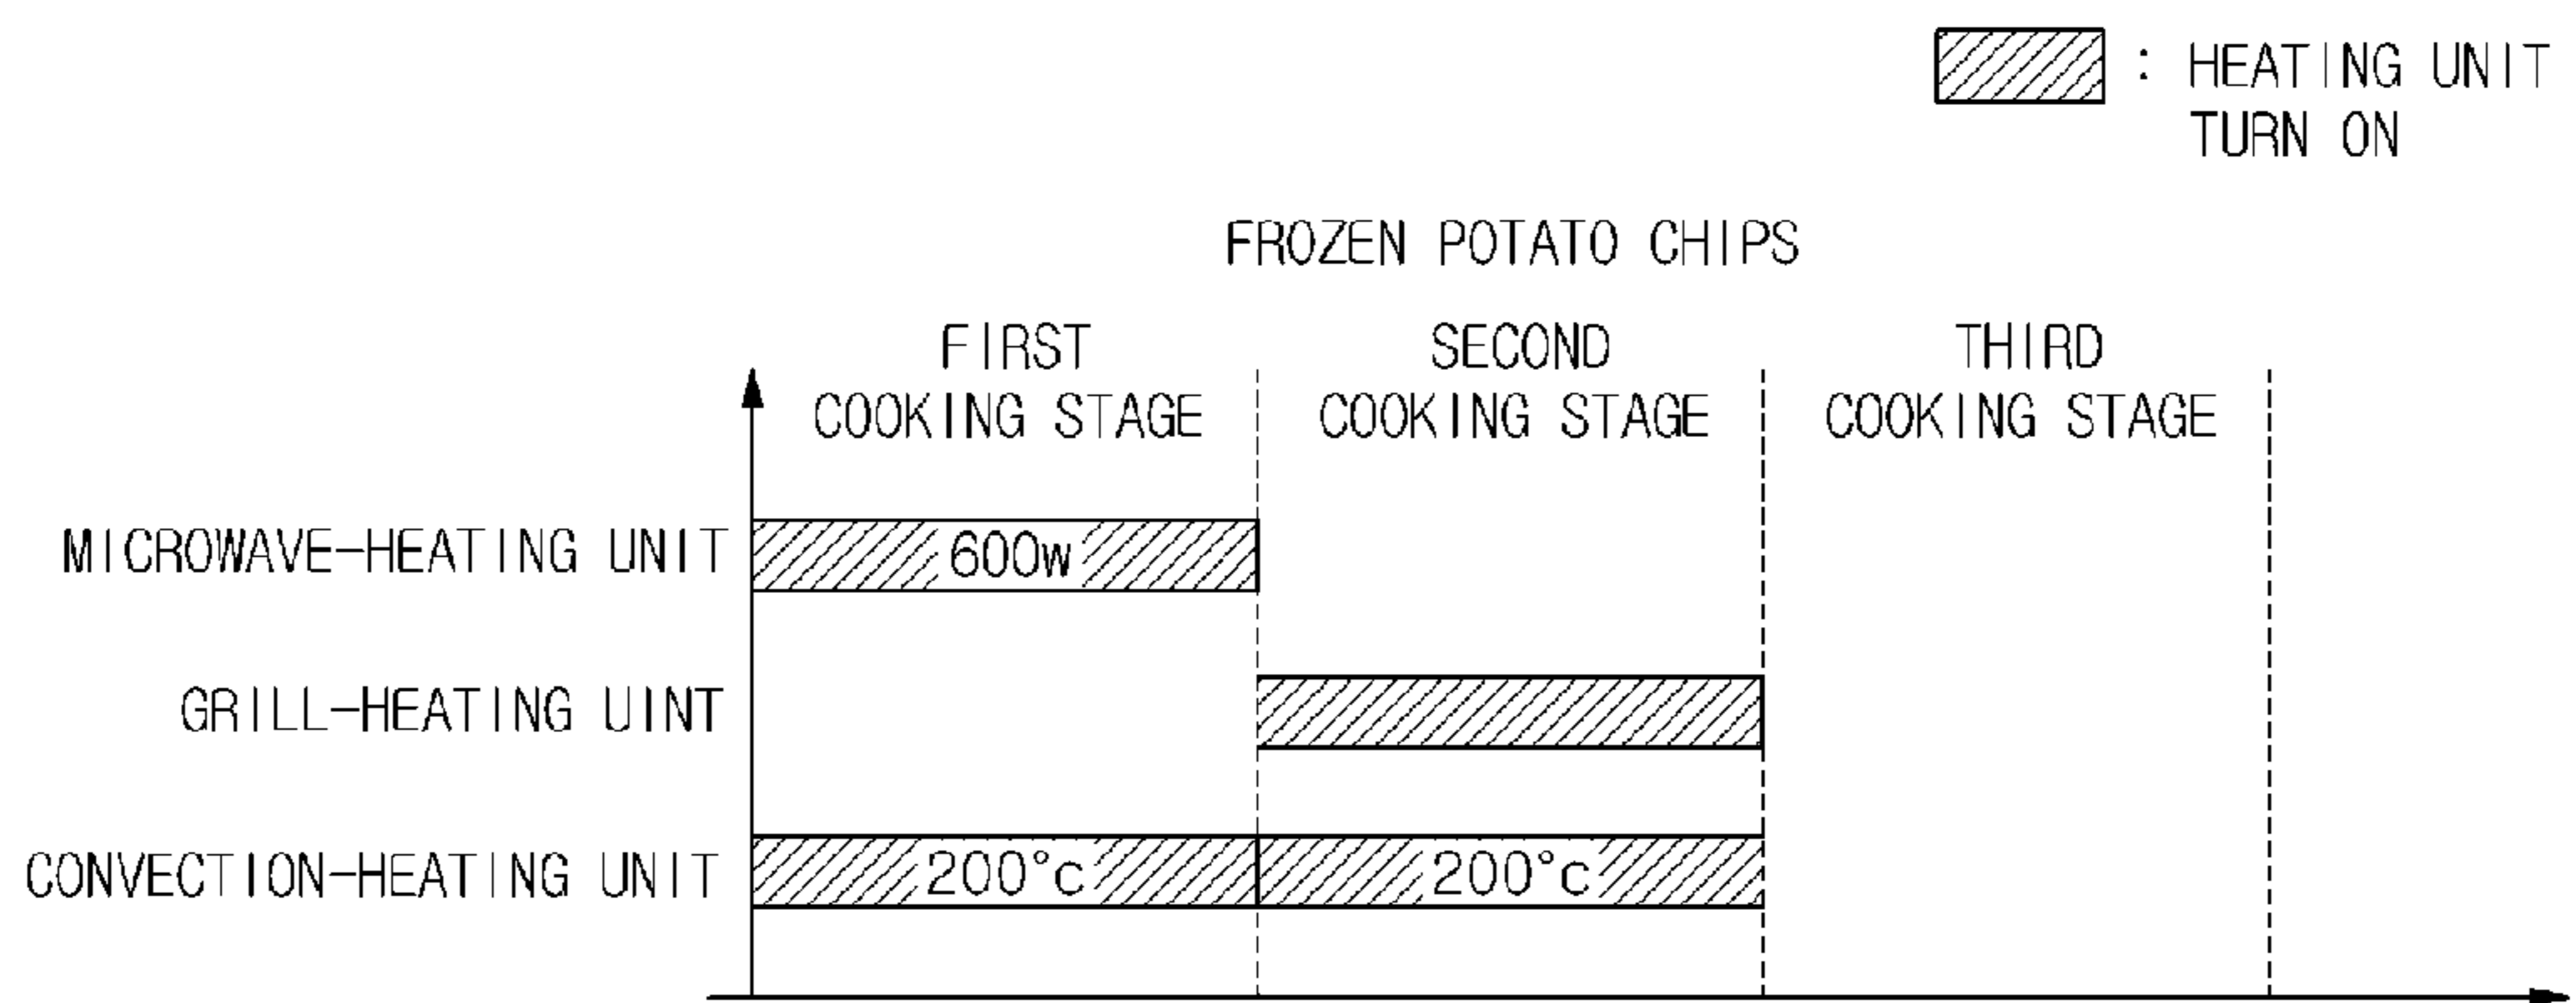 : HEATING UNIT
TURN ON
FROZEN POTATO CHIPS
FIRST
COOKING STAGE
SECOND
COOKING STAGE
THIRD
COOKING STAGE
MICROWAVE-HEATING UNIT
600w
GRILL-HEATING UINT
CONVECTION-HEATING UNIT
200°c
200°c